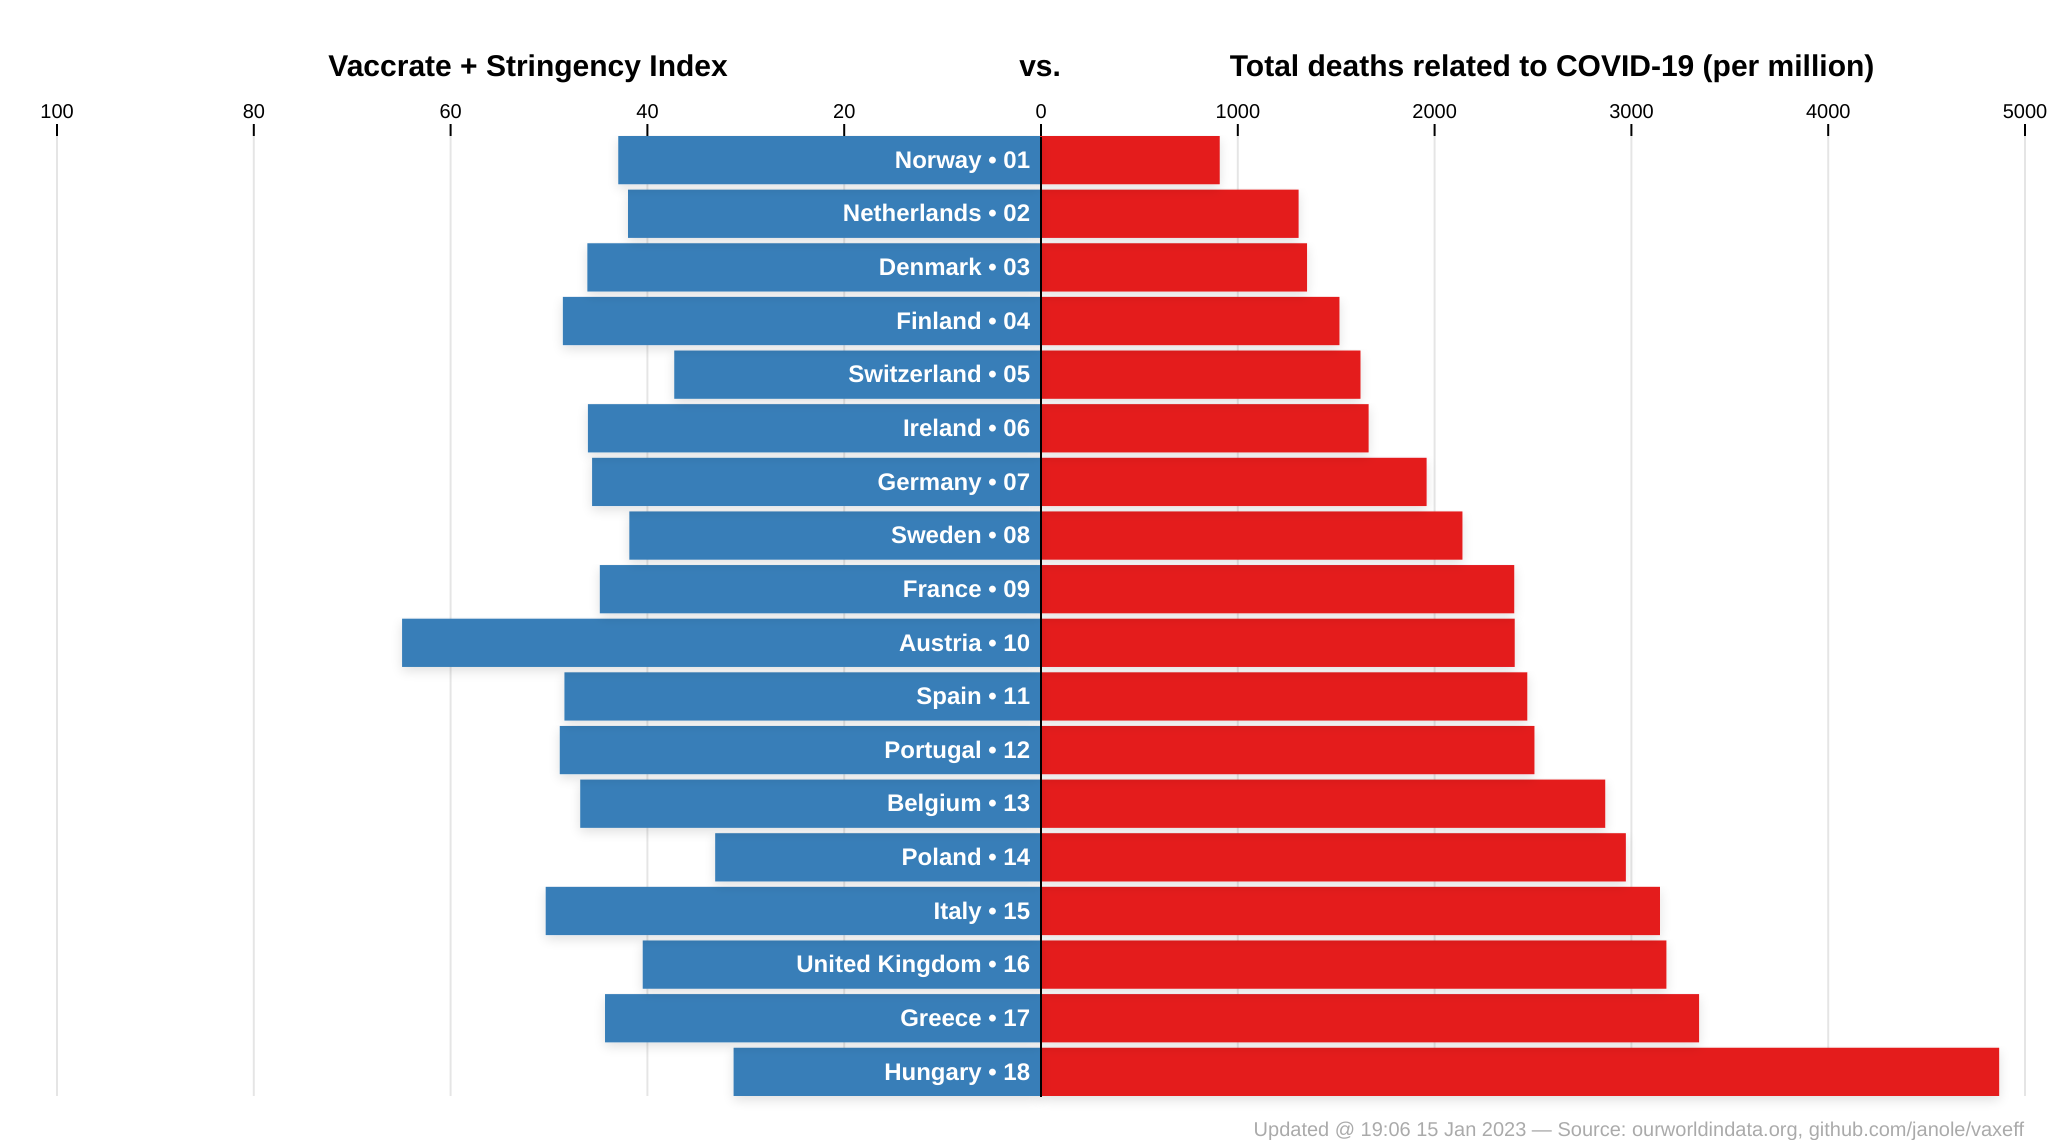 Vaccrate + Stringency Index vs. Total deaths related to COVID-19 (per million)
100 80 60 40 20 0 1000 2000 3000 4000 5000
Norway • 01
Netherlands • 02
Denmark • 03
Finland • 04
Switzerland • 05
Ireland • 06
Germany • 07
Sweden • 08
France • 09
Austria • 10
Spain • 11
Portugal • 12
Belgium • 13
Poland • 14
Italy • 15
United Kingdom • 16
Greece • 17
Hungary • 18
Updated @ 19:06 15 Jan 2023 — Source: ourworldindata.org, github.com/janole/vaxeff